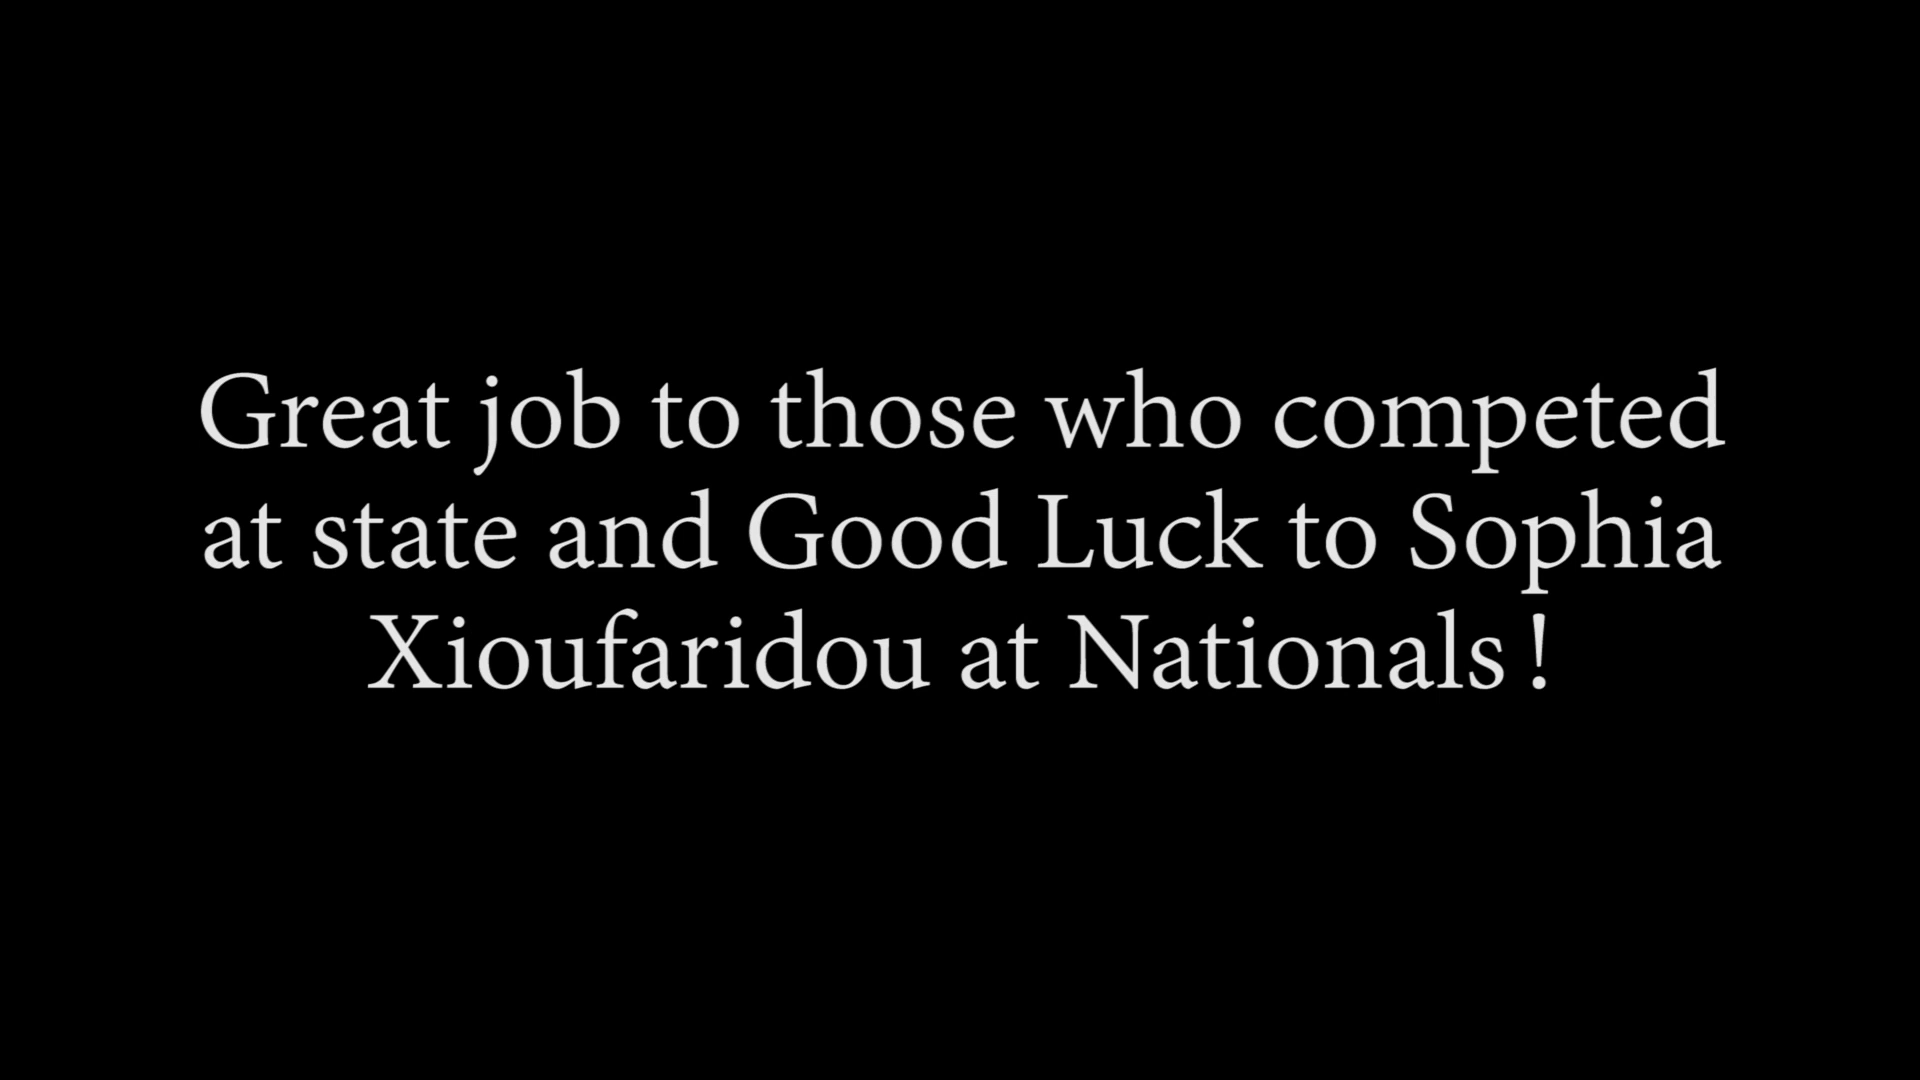 Great job to those who competed
at state and Good Luck to Sophia
Xioufaridou at Nationals!